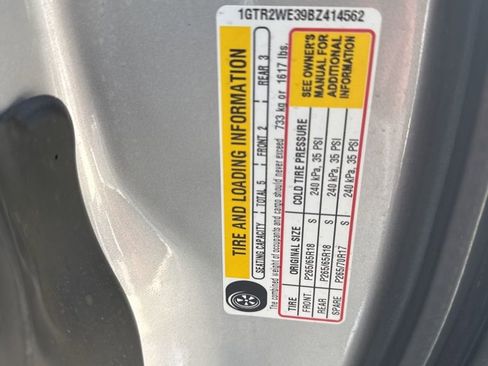 1GTR2WE39BZ414562
TIRE AND LOADING INFORMATION
SEATING CAPACITY TOTAL 5 FRONT 2 REAR 3
The combined weight of occupants and cargo should never exceed 733 kg or 1617 lbs.
TIRE ORIGINAL SIZE COLD TIRE PRESSURE
FRONT P265/65R18 S 240 kPa, 35 PSI
REAR P265/65R18 S 240 kPa, 35 PSI
SPARE P265/70R17 S 240 kPa, 35 PSI
SEE OWNER'S
MANUAL FOR
ADDITIONAL
INFORMATION